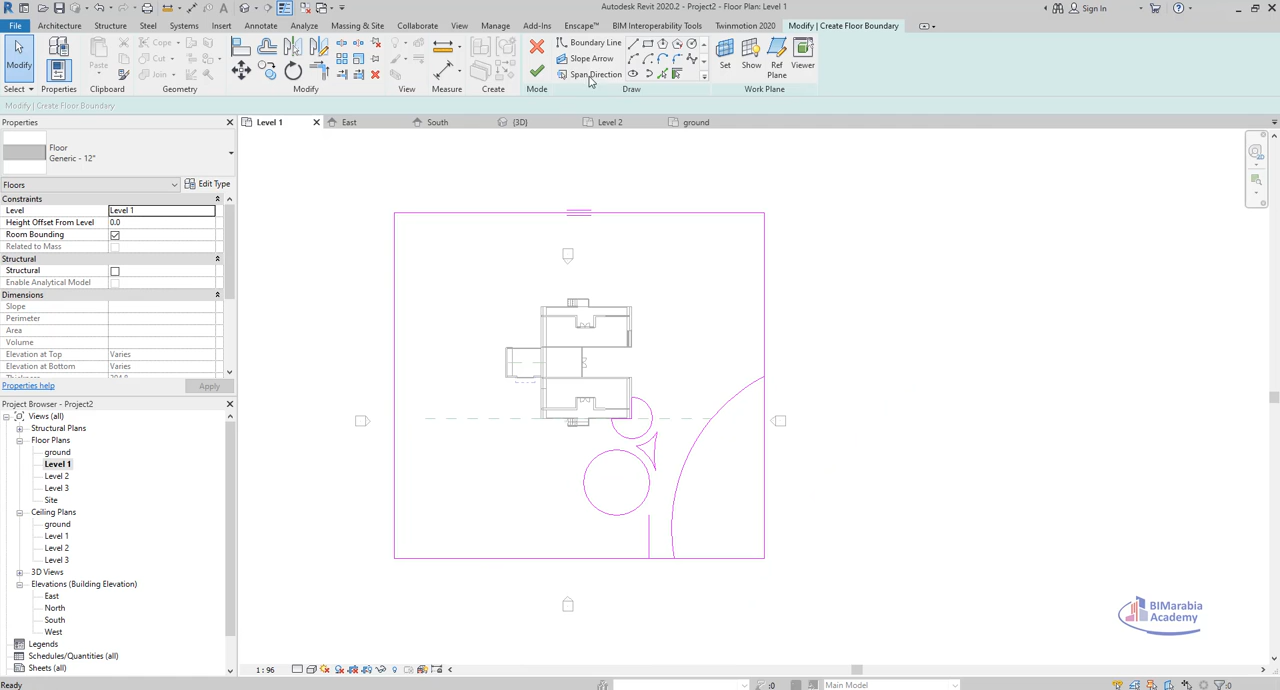 Autodesk Revit 2020.2 - Project2 - Floor Plan: Level 1
Sign In
File Architecture Structure Steel Systems Insert Annotate Analyze Massing & Site Collaborate View Manage Add-Ins Enscape™ BIM Interoperability Tools Twinmotion 2020 Modify | Create Floor Boundary
Modify
Paste
Cope
Cut
Join
Boundary Line
Slope Arrow
Span Direction
Set Show Ref Plane Viewer
Select Properties Clipboard Geometry Modify View Measure Create Mode Draw Work Plane
Modify | Create Floor Boundary
Properties
Level 1 East South {3D} Level 2 ground
Floor
Generic - 12"
Floors Edit Type
Constraints
Level Level 1
Height Offset From Level 0.0
Room Bounding
Related to Mass
Structural
Structural
Enable Analytical Model
Dimensions
Slope
Perimeter
Area
Volume
Elevation at Top Varies
Elevation at Bottom Varies
Properties help Apply
Project Browser - Project2
Views (all)
Structural Plans
Floor Plans
ground
Level 1
Level 2
Level 3
Site
Ceiling Plans
ground
Level 1
Level 2
Level 3
3D Views
Elevations (Building Elevation)
East
North
South
West
Legends
Schedules/Quantities (all)
Sheets (all)
BIMarabia
Academy
1 : 96
Ready :0 Main Model :0